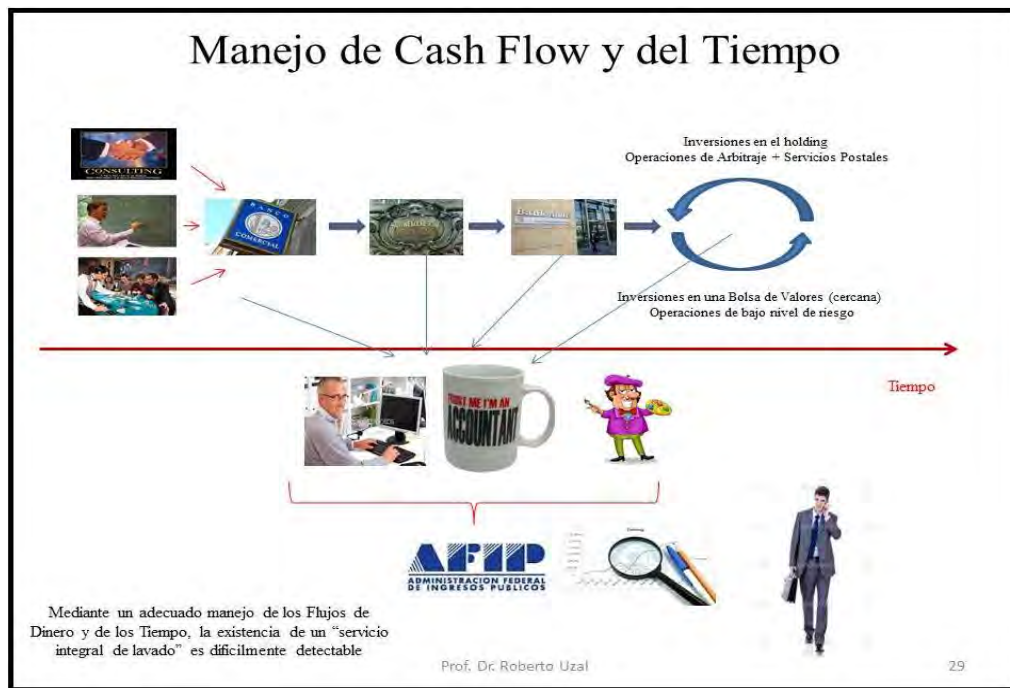 Manejo de Cash Flow y del Tiempo
Inversiones en el holding
Operaciones de Arbitraje + Servicios Postales
CONSULTING
BANCO
COMERCIAL
Inversiones en una Bolsa de Valores (cercana)
Operaciones de bajo nivel de riesgo
Tiempo
TRUST ME I'M AN
ACCOUNTANT
AFIP
ADMINISTRACION FEDERAL
DE INGRESOS PUBLICOS
Mediante un adecuado manejo de los Flujos de
Dinero y de los Tiempo, la existencia de un “servicio
integral de lavado” es difícilmente detectable
Prof. Dr. Roberto Uzal
29